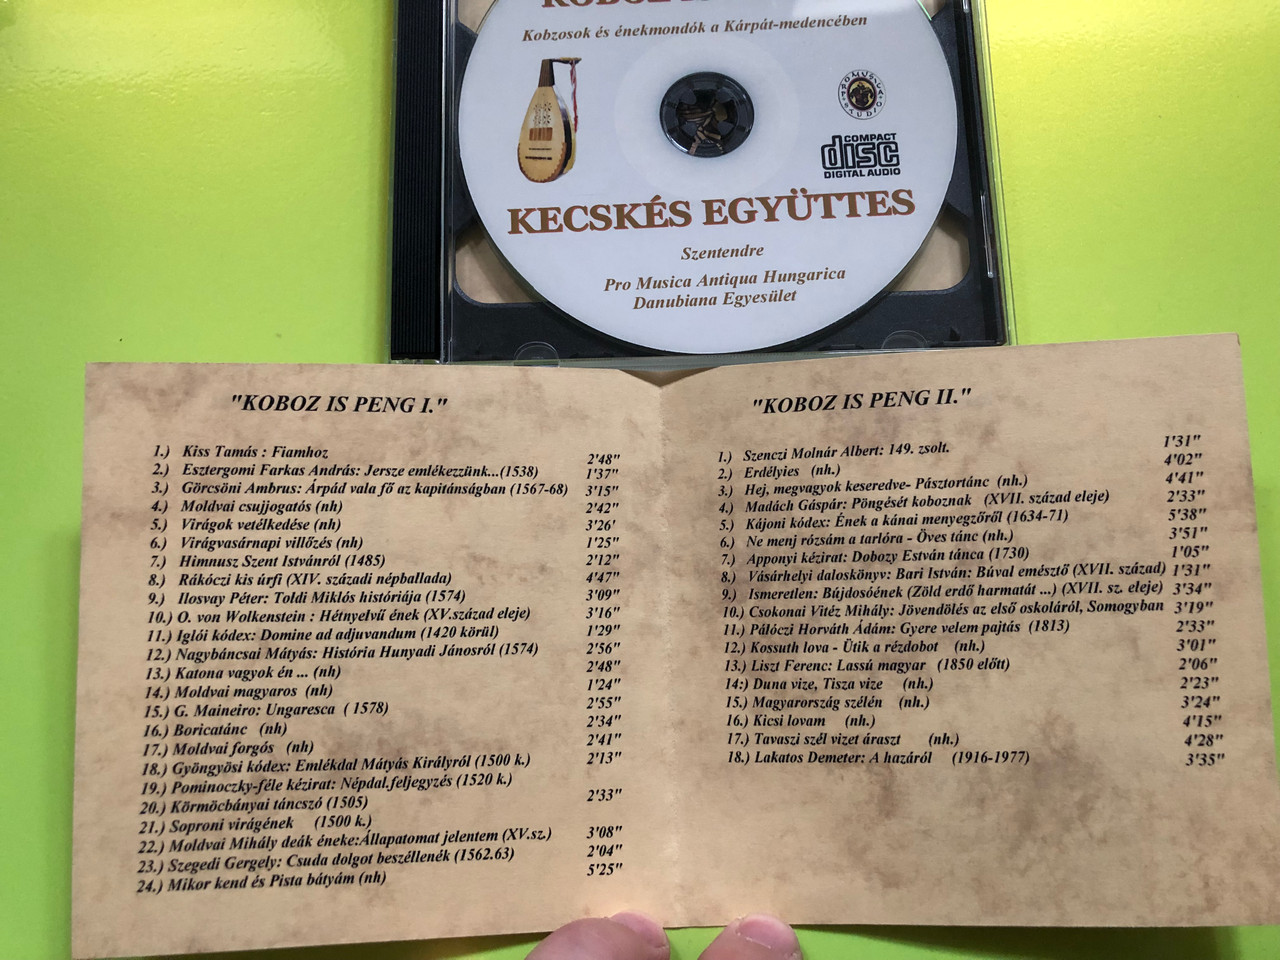 KOBOZ IS
Kobzosok és énekmondók a Kárpát-medencében
COMPACT
disc
DIGITAL AUDIO
KECSKÉS EGYÜTTES
Szentendre
Pro Musica Antiqua Hungarica
Danubiana Egyesület
"KOBOZ IS PENG I."
1.) Kiss Tamás : Fiamhoz 2'48"
2.) Esztergomi Farkas András: Jersze emlékezzünk...(1538) 1'37"
3.) Görcsöni Ambrus: Árpád vala fő az kapitánságban (1567-68) 3'15"
4.) Moldvai csujjogatós (nh) 2'42"
5.) Virágok vetélkedése (nh) 3'26'
6.) Virágvasárnapi villőzés (nh) 1'25"
7.) Himnusz Szent Istvánról (1485) 2'12"
8.) Rákóczi kis úrfi (XIV. századi népballada) 4'47"
9.) Ilosvay Péter: Toldi Miklós históriája (1574) 3'09"
10.) O. von Wolkenstein : Hétnyelvű ének (XV.század eleje) 3'16"
11.) Iglói kódex: Domine ad adjuvandum (1420 körül) 1'29"
12.) Nagybáncsai Mátyás: História Hunyadi Jánosról (1574) 2'56"
13.) Katona vagyok én ... (nh) 2'48"
14.) Moldvai magyaros (nh) 1'24"
15.) G. Maineiro: Ungaresca ( 1578) 2'55"
16.) Boricatánc (nh) 2'34"
17.) Moldvai forgós (nh) 2'41"
18.) Gyöngyösi kódex: Emlékdal Mátyás Királyról (1500 k.) 2'13"
19.) Pominoczky-féle kézirat: Népdal.feljegyzés (1520 k.)
20.) Körmöcbányai táncszó (1505) 2'33"
21.) Soproni virágének (1500 k.)
22.) Moldvai Mihály deák éneke:Állapatomat jelentem (XV.sz.) 3'08"
23.) Szegedi Gergely: Csuda dolgot beszéllenék (1562.63) 2'04"
24.) Mikor kend és Pista bátyám (nh) 5'25"
"KOBOZ IS PENG II."
1.) Szenczi Molnár Albert: 149. zsolt. 1'31"
2.) Erdélyies (nh.) 4'02"
3.) Hej, megvagyok keseredve- Pásztortánc (nh.) 4'41"
4.) Madách Gáspár: Pöngését koboznak (XVII. század eleje) 2'33"
5.) Kájoni kódex: Ének a kánai menyegzőről (1634-71) 5'38"
6.) Ne menj rózsám a tarlóra - Öves tánc (nh.) 3'51"
7.) Apponyi kézirat: Dobozy Estván tánca (1730) 1'05"
8.) Vásárhelyi daloskönyv: Bari István: Búval emésztő (XVII. század) 1'31"
9.) Ismeretlen: Bújdosóének (Zöld erdő harmatát ...) (XVII. sz. eleje) 3'34"
10.) Csokonai Vitéz Mihály: Jövendölés az első oskoláról, Somogyban 3'19"
11.) Pálóczi Horváth Ádám: Gyere velem pajtás (1813) 2'33"
12.) Kossuth lova - Ütik a rézdobot (nh.) 3'01"
13.) Liszt Ferenc: Lassú magyar (1850 előtt) 2'06"
14:) Duna vize, Tisza vize (nh.) 2'23"
15.) Magyarország szélén (nh.) 3'24"
16.) Kicsi lovam (nh.) 4'15"
17.) Tavaszi szél vizet áraszt (nh.) 4'28"
18.) Lakatos Demeter: A hazáról (1916-1977) 3'35"